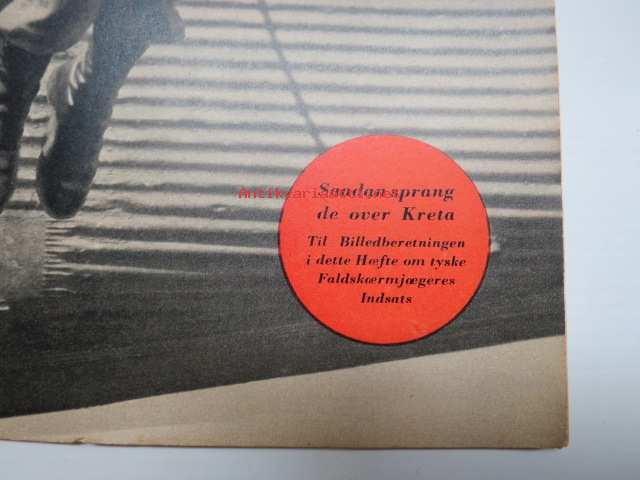 Saadan sprang
de over Kreta
Til Billedberetningen
i dette Hæfte om tyske
Faldskærmjægeres
Indsats